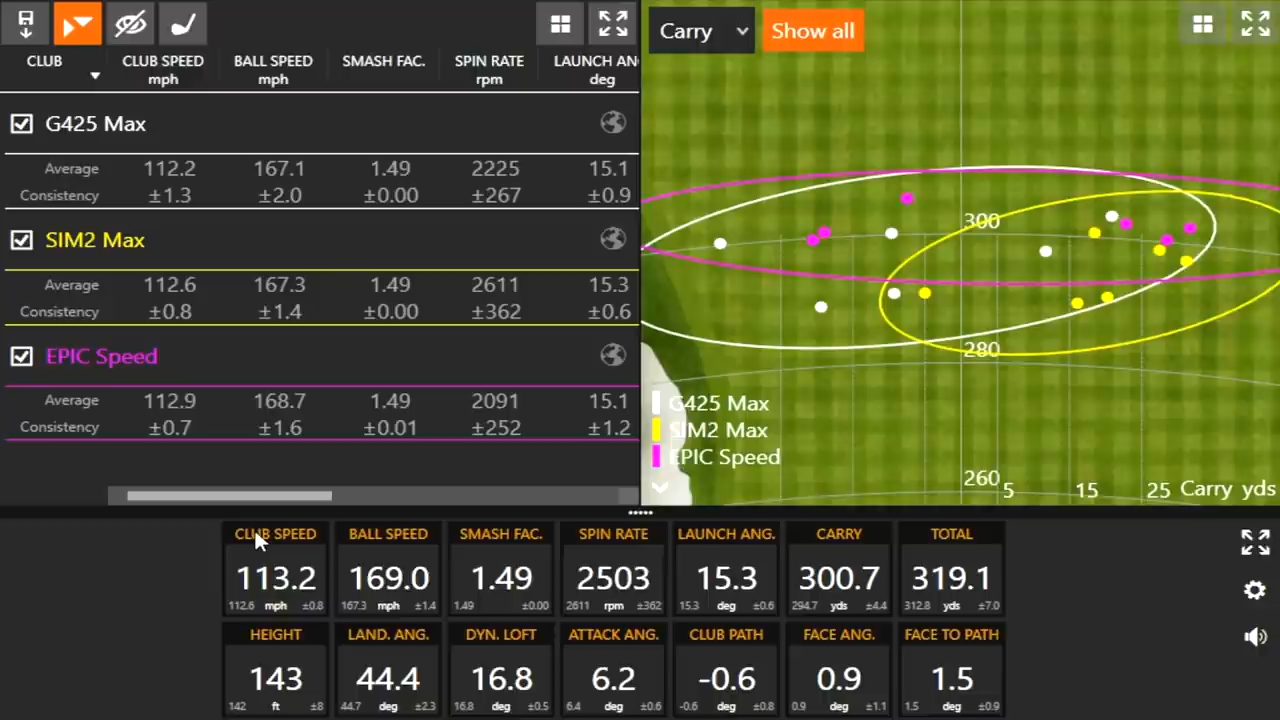 CLUB CLUB SPEED mph BALL SPEED mph SMASH FAC. SPIN RATE rpm LAUNCH AN deg
G425 Max
Average 112.2 167.1 1.49 2225 15.1
Consistency ±1.3 ±2.0 ±0.00 ±267 ±0.9
SIM2 Max
Average 112.6 167.3 1.49 2611 15.3
Consistency ±0.8 ±1.4 ±0.00 ±362 ±0.6
EPIC Speed
Average 112.9 168.7 1.49 2091 15.1
Consistency ±0.7 ±1.6 ±0.01 ±252 ±1.2
Carry Show all
300
280
260 5 15 25 Carry yds
G425 Max
SIM2 Max
EPIC Speed
CLUB SPEED BALL SPEED SMASH FAC. SPIN RATE LAUNCH ANG. CARRY TOTAL
113.2 169.0 1.49 2503 15.3 300.7 319.1
112.6 mph ±0.8 167.3 mph ±1.4 1.49 ±0.00 2611 rpm ±362 15.3 deg ±0.6 294.7 yds ±4.4 312.8 yds ±7.0
HEIGHT LAND. ANG. DYN. LOFT ATTACK ANG. CLUB PATH FACE ANG. FACE TO PATH
143 44.4 16.8 6.2 -0.6 0.9 1.5
142 ft ±8 44.7 deg ±2.3 16.8 deg ±0.5 6.4 deg ±0.6 -0.6 deg ±0.8 0.9 deg ±1.1 1.5 deg ±0.9